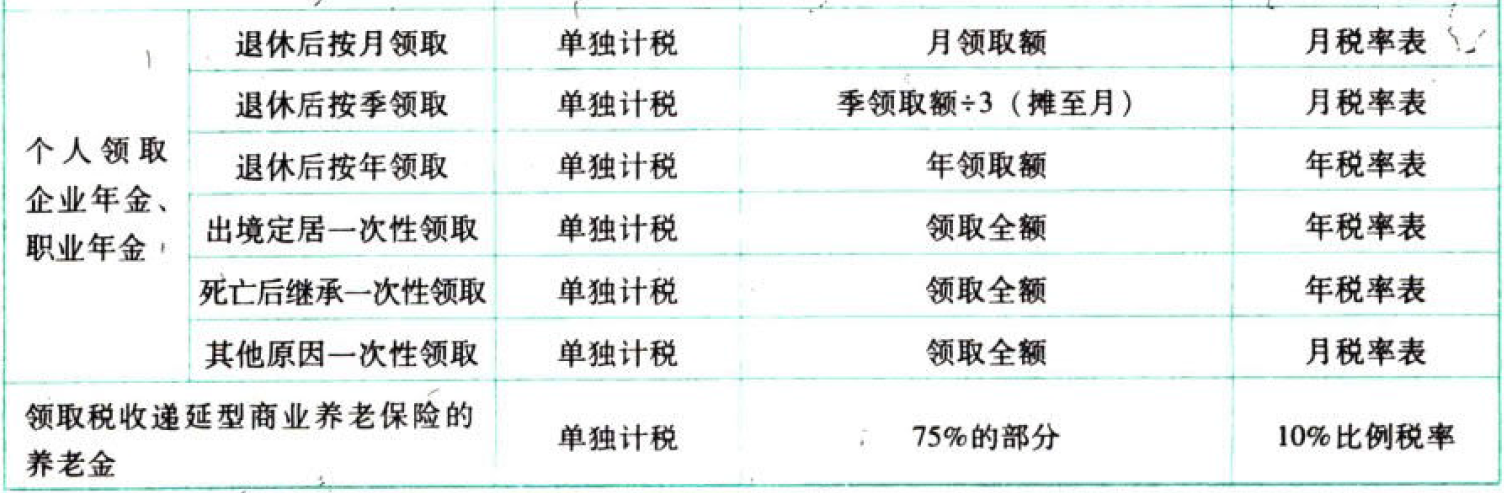 退休后按月领取 单独计税 月领取额 月税率表
退休后按季领取 单独计税 季领取额÷3（摊至月） 月税率表
个人领取
企业年金、
职业年金
退休后按年领取 单独计税 年领取额 年税率表
出境定居一次性领取 单独计税 领取全额 年税率表
死亡后继承一次性领取 单独计税 领取全额 年税率表
其他原因一次性领取 单独计税 领取全额 月税率表
领取税收递延型商业养老保险的
养老金
单独计税 75%的部分 10%比例税率